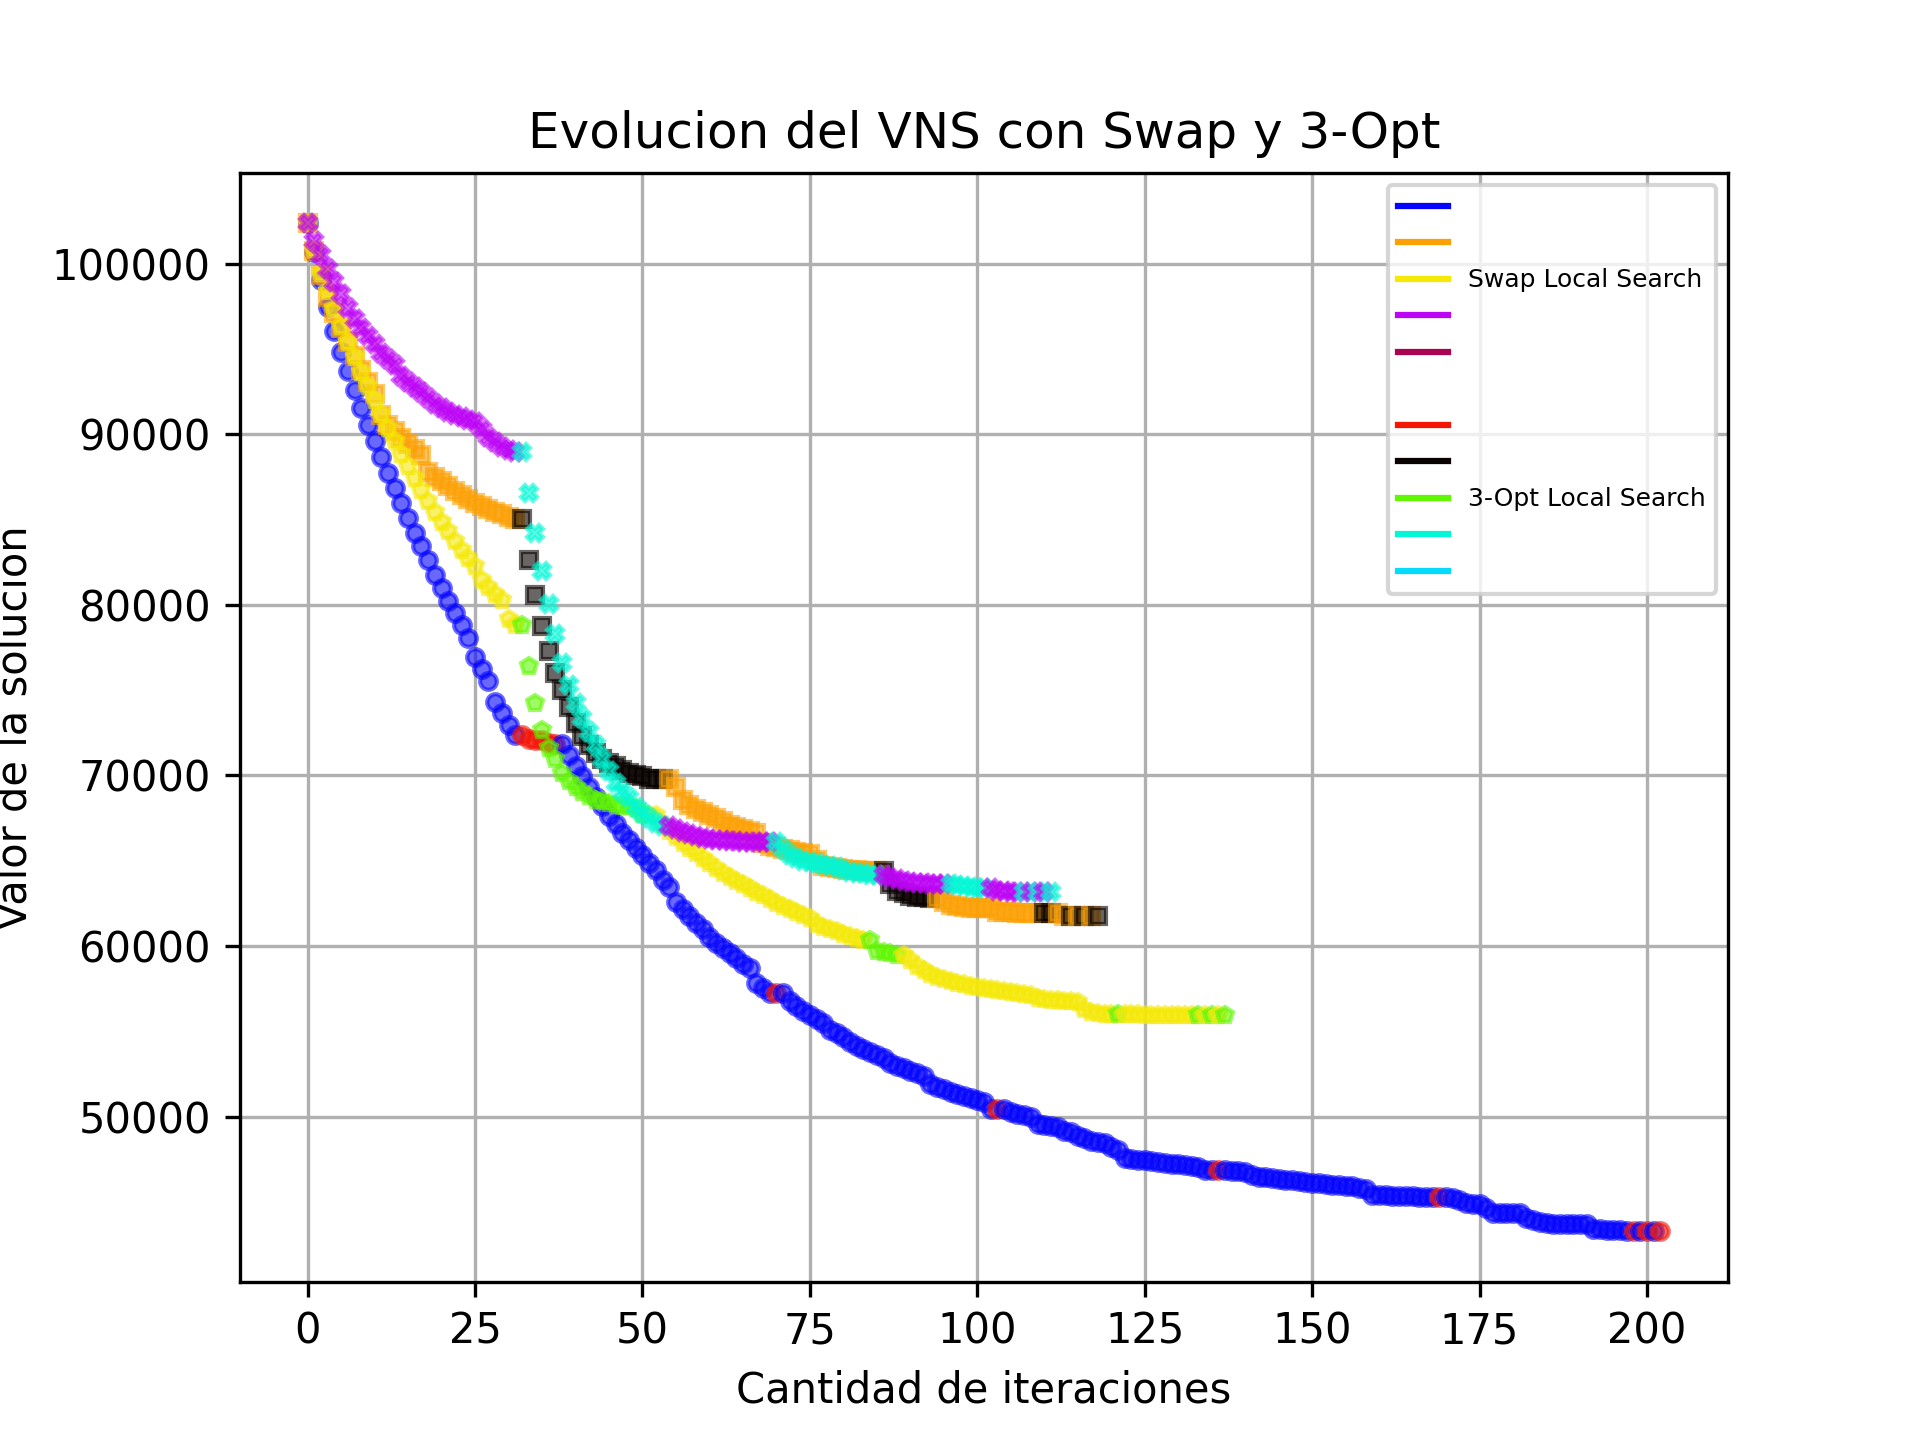 Evolucion del VNS con Swap y 3-Opt
Valor de la solucion
100000
90000
80000
70000
60000
50000
Swap Local Search
3-Opt Local Search
0 25 50 75 100 125 150 175 200
Cantidad de iteraciones